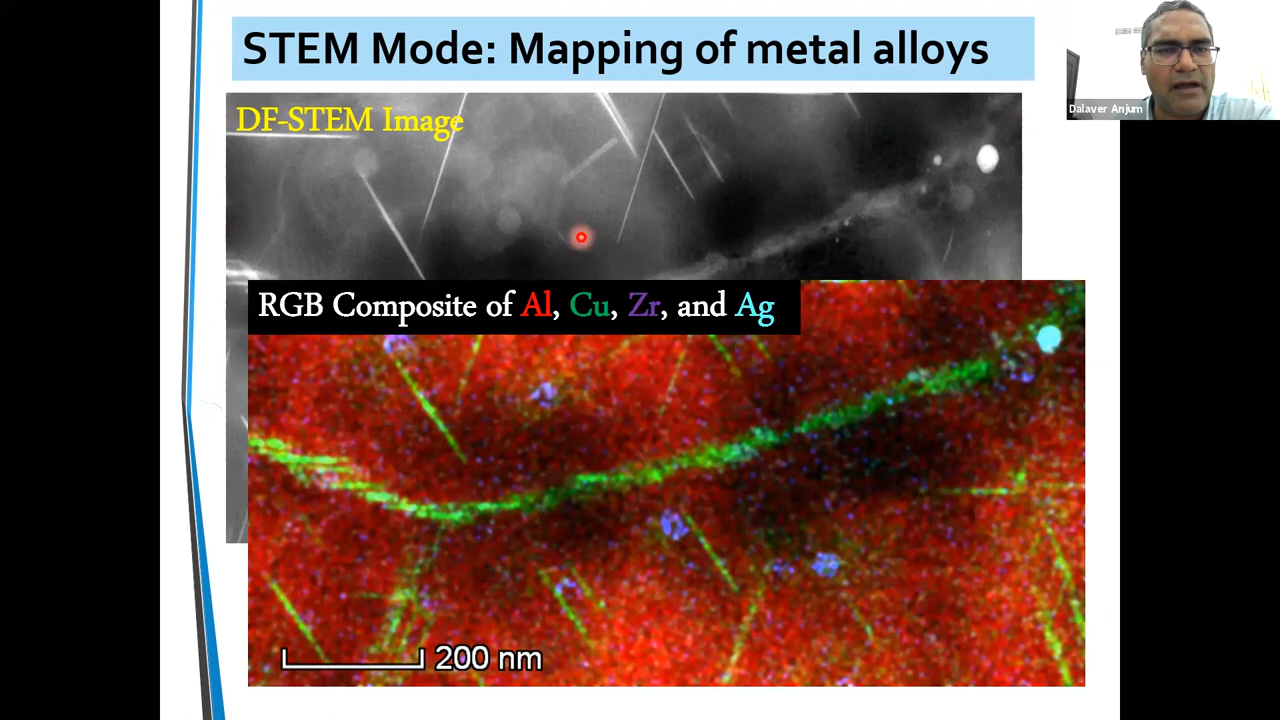 STEM Mode: Mapping of metal alloys
Dalaver Anjum
DF-STEM Image
RGB Composite of Al, Cu, Zr, and Ag
200 nm